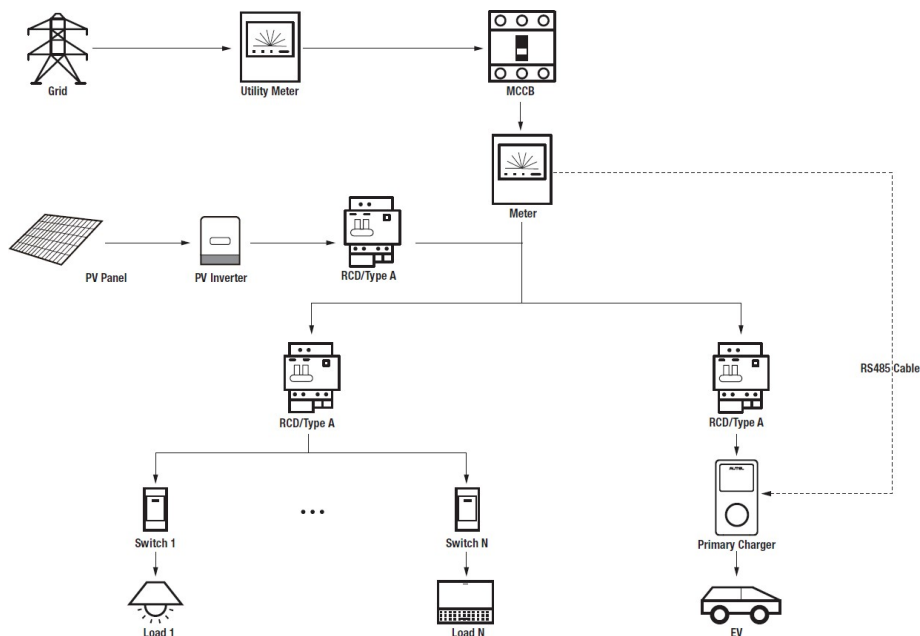 Grid
Utility Meter
MCCB
Meter
PV Panel
PV Inverter
RCD/Type A
RS485 Cable
RCD/Type A
RCD/Type A
AUTEL
Switch 1
...
Switch N
Primary Charger
Load 1
Load N
EV